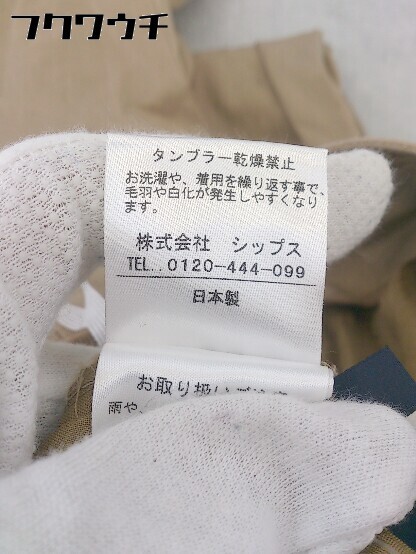 フクワウチ
タンブラー乾燥禁止
お洗濯や、着用を繰り返す事で、
毛羽や白化が発生しやすくなり
ます。
株式会社 シップス
TEL.. 0120-444-099
日本製
お取り扱い
雨や、